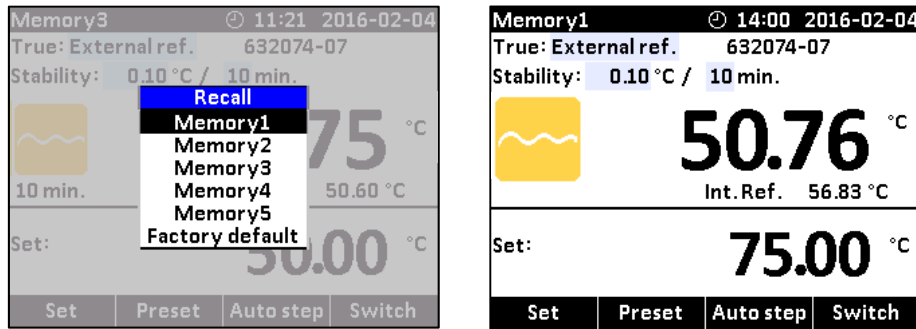 Memory3 11:21 2016-02-04
True: External ref. 632074-07
Stability: 0.10 °C / 10 min.
Recall
Memory1
Memory2
Memory3
Memory4
Memory5
Factory default
75 °C
10 min. 50.60 °C
Set: 50.00 °C
Set Preset Auto step Switch
Memory1 14:00 2016-02-04
True: External ref. 632074-07
Stability: 0.10 °C / 10 min.
50.76 °C
Int.Ref. 56.83 °C
Set: 75.00 °C
Set Preset Auto step Switch